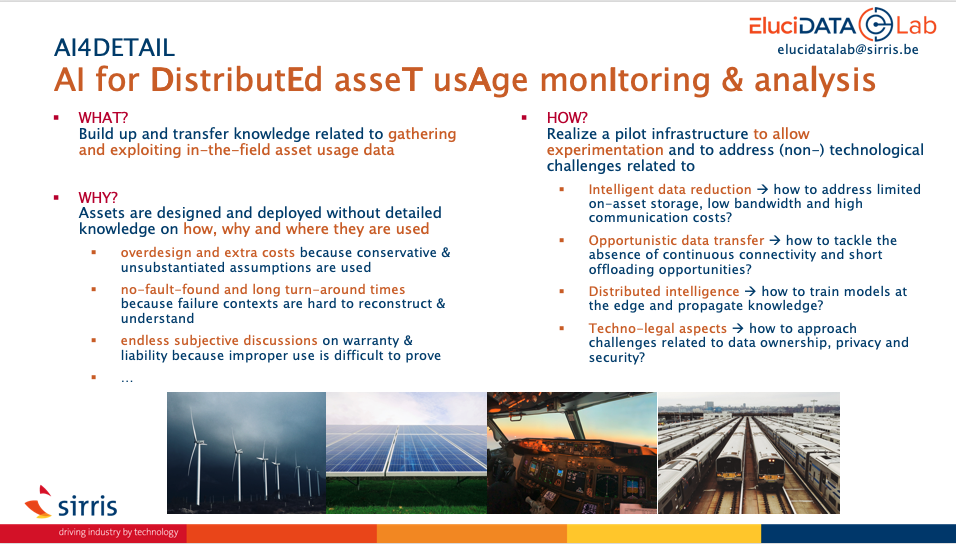 EluciDATA Lab
elucidatalab@sirris.be
AI4DETAIL
AI for DistributEd asseT usAge monItoring & analysis
▪ WHAT?
Build up and transfer knowledge related to gathering
and exploiting in-the-field asset usage data
▪ WHY?
Assets are designed and deployed without detailed
knowledge on how, why and where they are used
▪ overdesign and extra costs because conservative &
unsubstantiated assumptions are used
▪ no-fault-found and long turn-around times
because failure contexts are hard to reconstruct &
understand
▪ endless subjective discussions on warranty &
liability because improper use is difficult to prove
▪ ...
▪ HOW?
Realize a pilot infrastructure to allow
experimentation and to address (non-) technological
challenges related to
▪ Intelligent data reduction → how to address limited
on-asset storage, low bandwidth and high
communication costs?
▪ Opportunistic data transfer → how to tackle the
absence of continuous connectivity and short
offloading opportunities?
▪ Distributed intelligence → how to train models at
the edge and propagate knowledge?
▪ Techno-legal aspects → how to approach
challenges related to data ownership, privacy and
security?
sirris
driving industry by technology